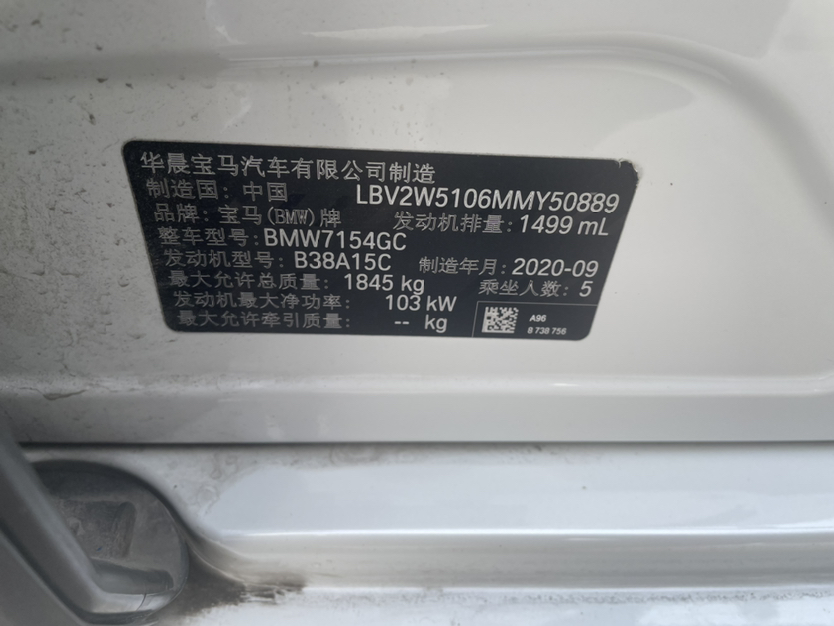 华晨宝马汽车有限公司制造
制造国: 中国 LBV2W5106MMY50889
品牌: 宝马(BMW)牌 发动机排量: 1499 mL
整车型号: BMW7154GC
发动机型号: B38A15C 制造年月: 2020-09
最大允许总质量: 1845 kg 乘坐人数: 5
发动机最大净功率: 103 kW
最大允许牵引质量: -- kg
A96
8 738 756